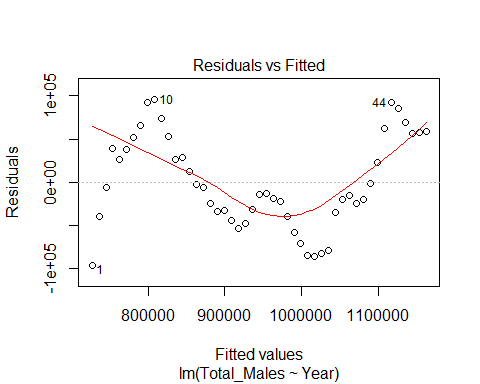 Residuals vs Fitted
Residuals
1e+05
0e+00
-1e+05
10
44
1
800000 900000 1000000 1100000
Fitted values
lm(Total_Males ~ Year)